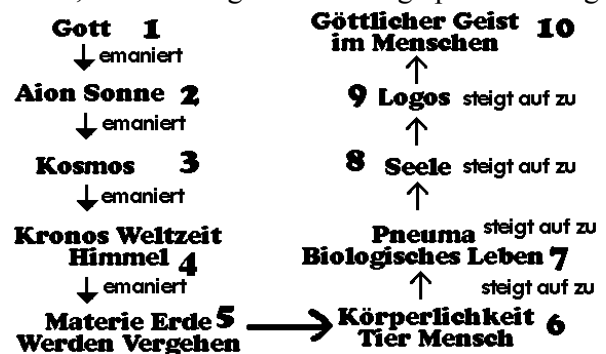 Gott 1
emaniert
Aion Sonne 2
emaniert
Kosmos 3
emaniert
Kronos Weltzeit
Himmel 4
emaniert
Materie Erde 5
Werden Vergehen
Göttlicher Geist
im Menschen 10
9 Logos steigt auf zu
8 Seele steigt auf zu
Pneuma steigt auf zu
Biologisches Leben 7
steigt auf zu
Körperlichkeit
Tier Mensch 6